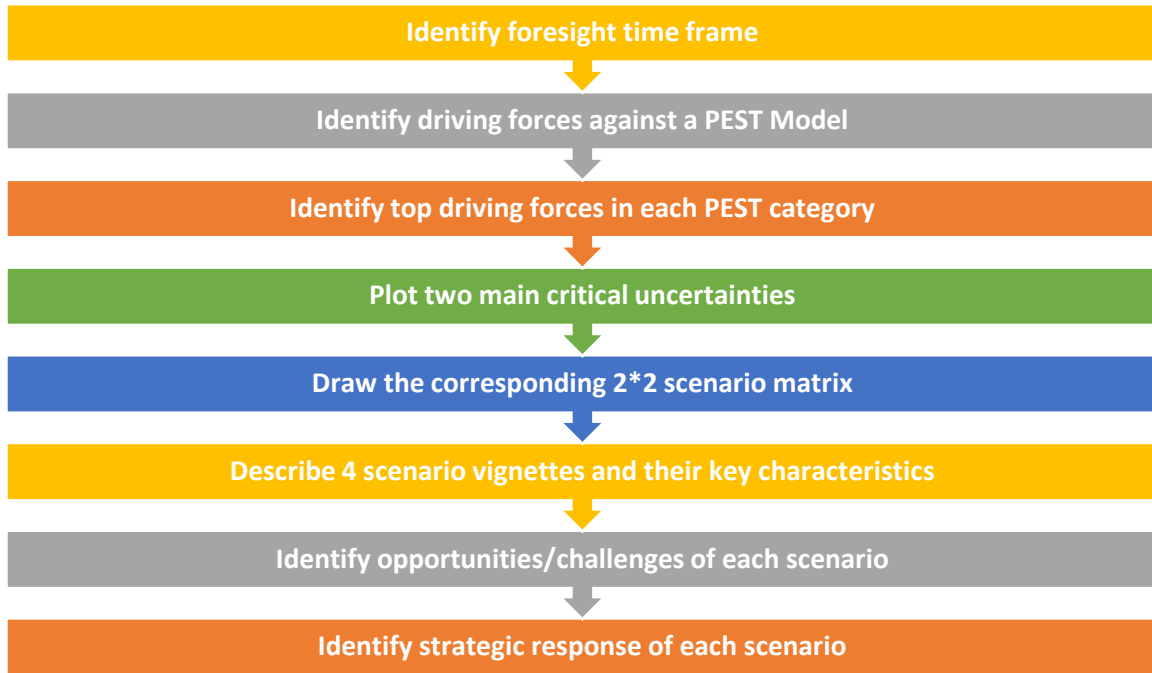 Identify foresight time frame
Identify driving forces against a PEST Model
Identify top driving forces in each PEST category
Plot two main critical uncertainties
Draw the corresponding 2*2 scenario matrix
Describe 4 scenario vignettes and their key characteristics
Identify opportunities/challenges of each scenario
Identify strategic response of each scenario